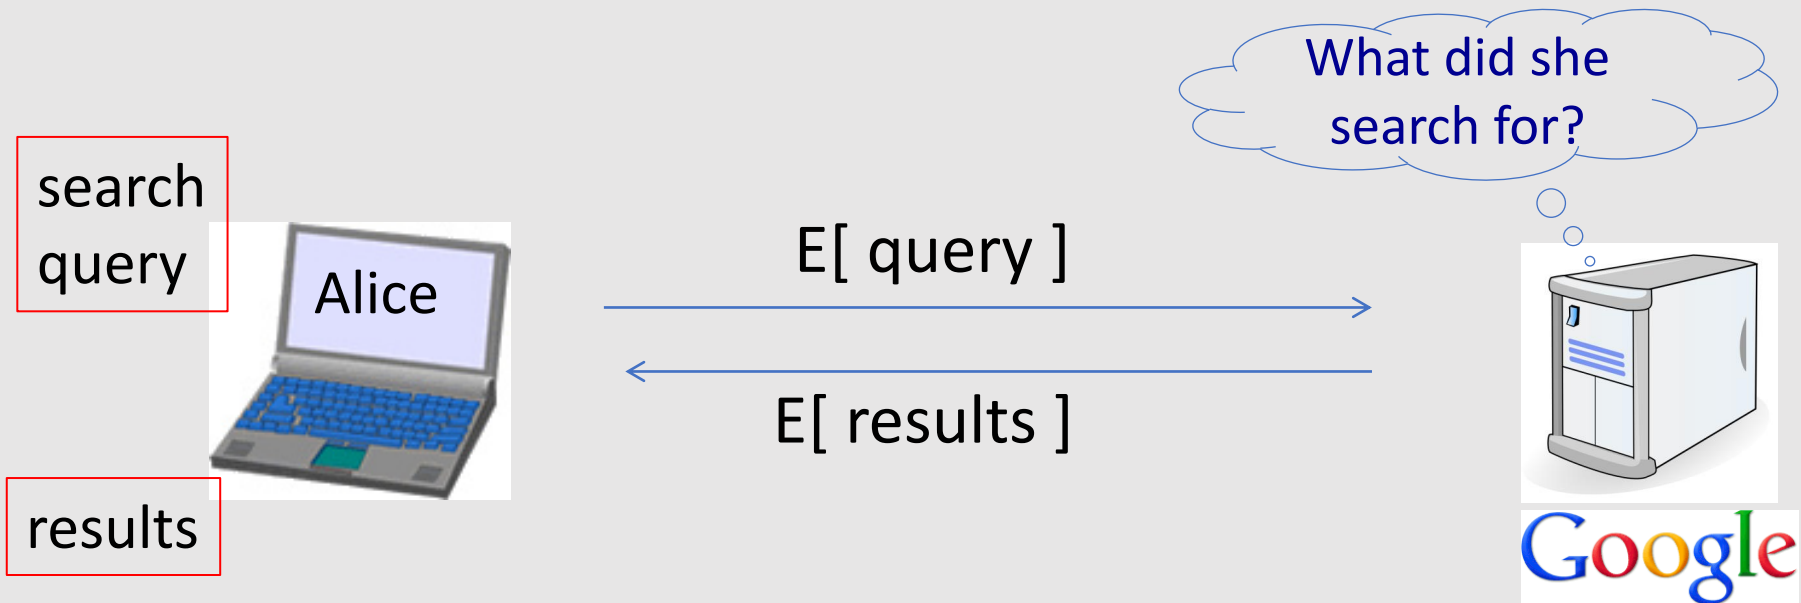 What did she
search for?
search
query
Alice
E[ query ]
E[ results ]
results
Google